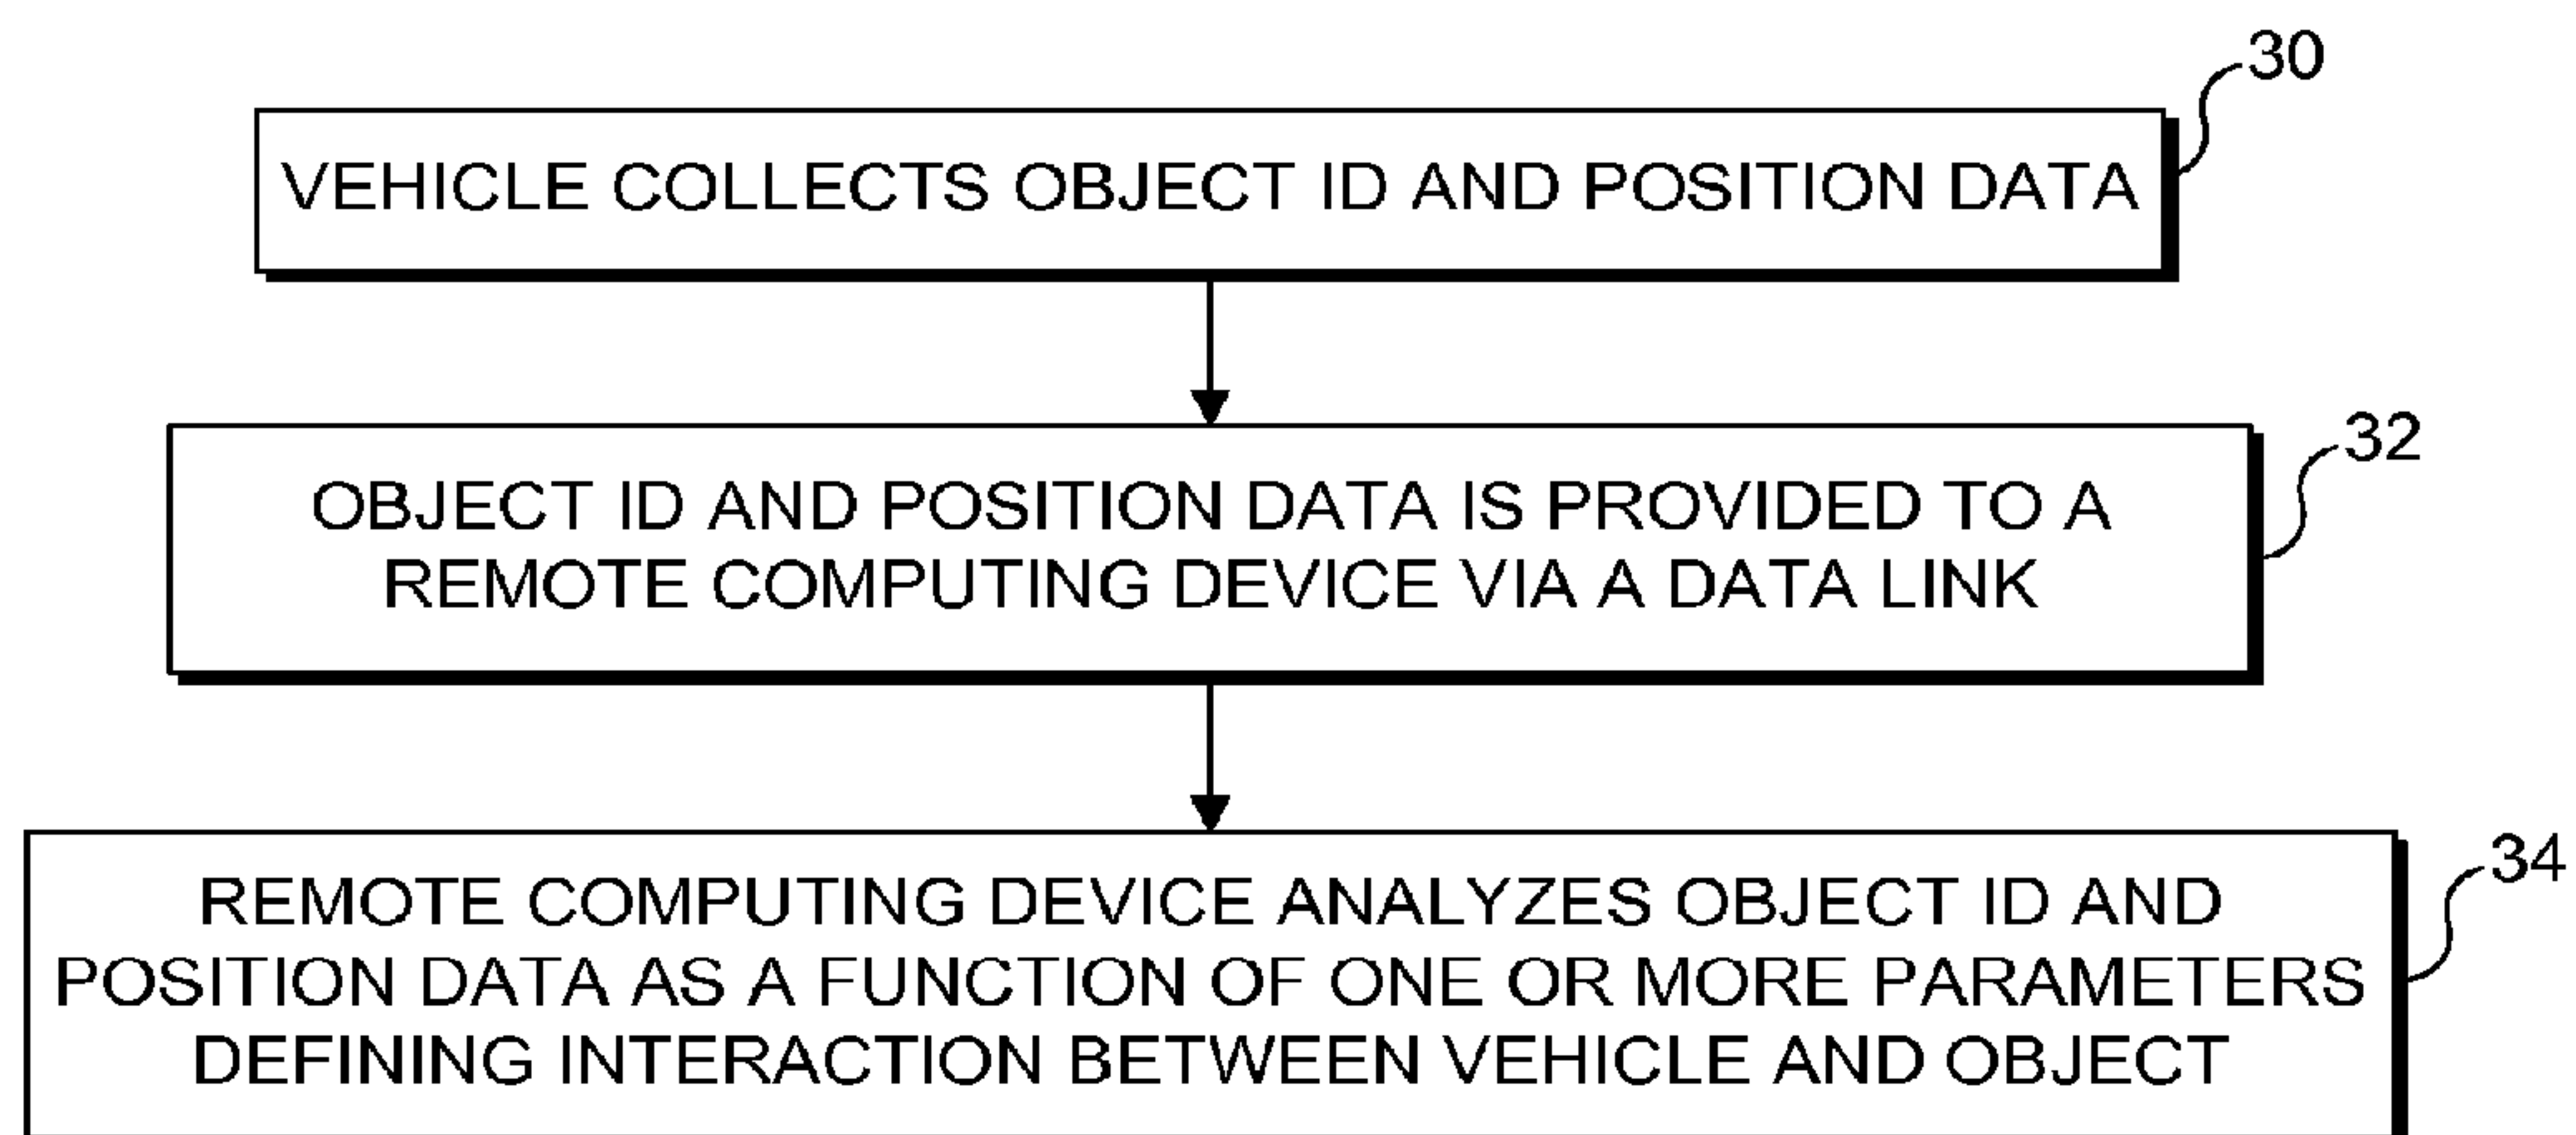 30
VEHICLE COLLECTS OBJECT ID AND POSITION DATA
32
OBJECT ID AND POSITION DATA IS PROVIDED TO A
REMOTE COMPUTING DEVICE VIA A DATA LINK
34
REMOTE COMPUTING DEVICE ANALYZES OBJECT ID AND
POSITION DATA AS A FUNCTION OF ONE OR MORE PARAMETERS
DEFINING INTERACTION BETWEEN VEHICLE AND OBJECT